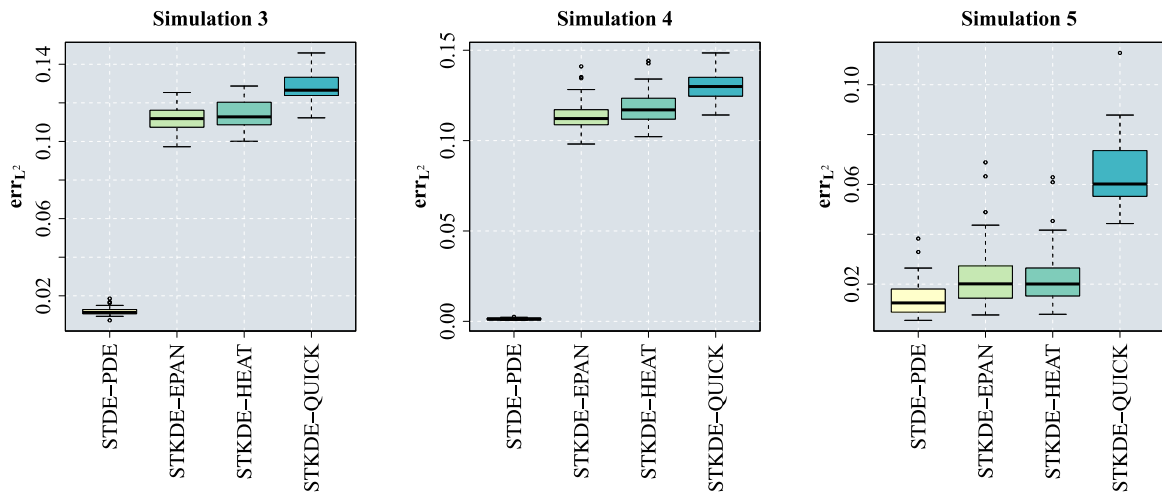 Simulation 3
Simulation 4
Simulation 5
err_L²
0.02
0.06
0.10
0.14
STDE−PDE
STKDE−EPAN
STKDE−HEAT
STKDE−QUICK
err_L²
0.00
0.05
0.10
0.15
STDE−PDE
STKDE−EPAN
STKDE−HEAT
STKDE−QUICK
err_L²
0.02
0.06
0.10
STDE−PDE
STKDE−EPAN
STKDE−HEAT
STKDE−QUICK